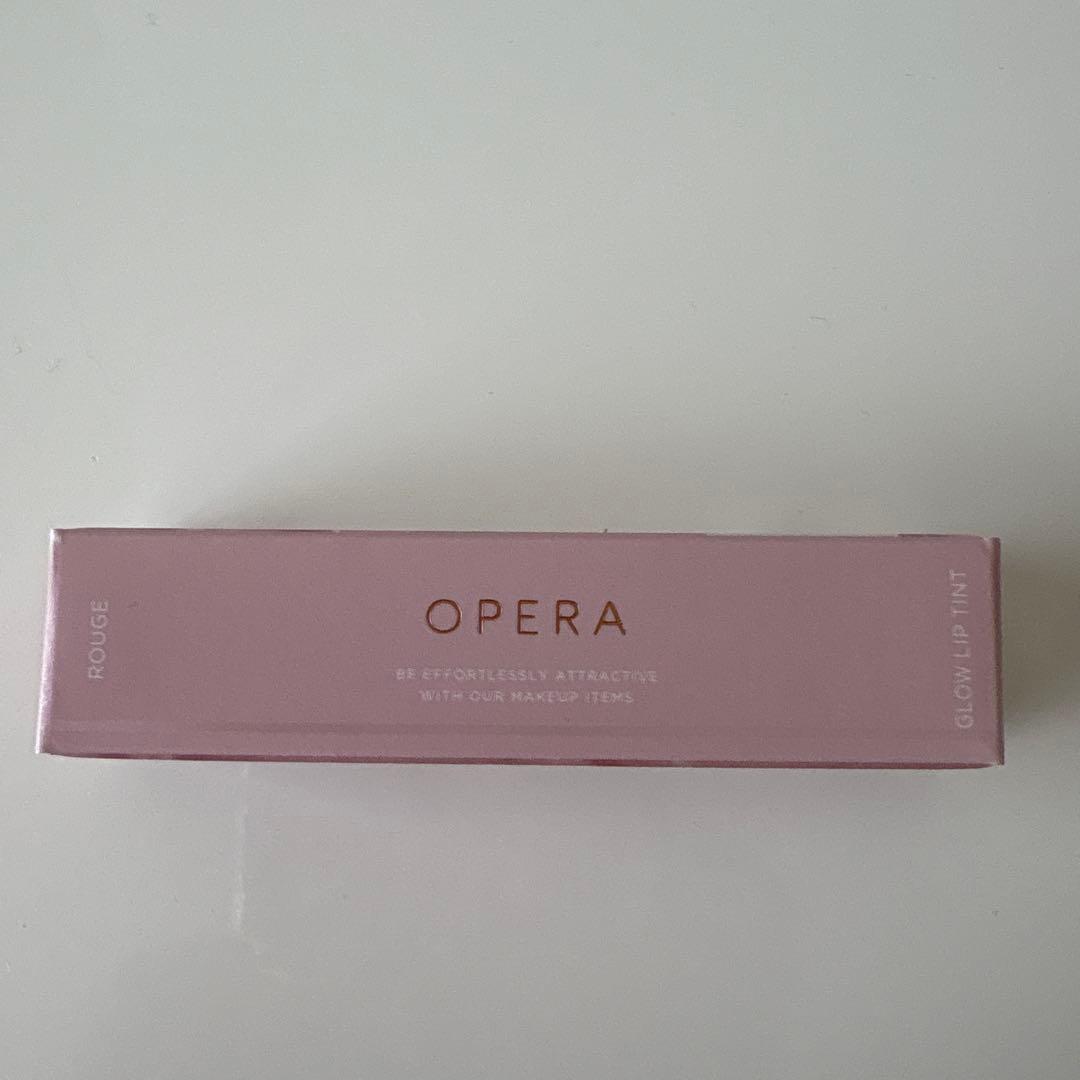 ROUGE
OPERA
BE EFFORTLESSLY ATTRACTIVE
WITH OUR MAKEUP ITEMS
GLOW LIP TINT